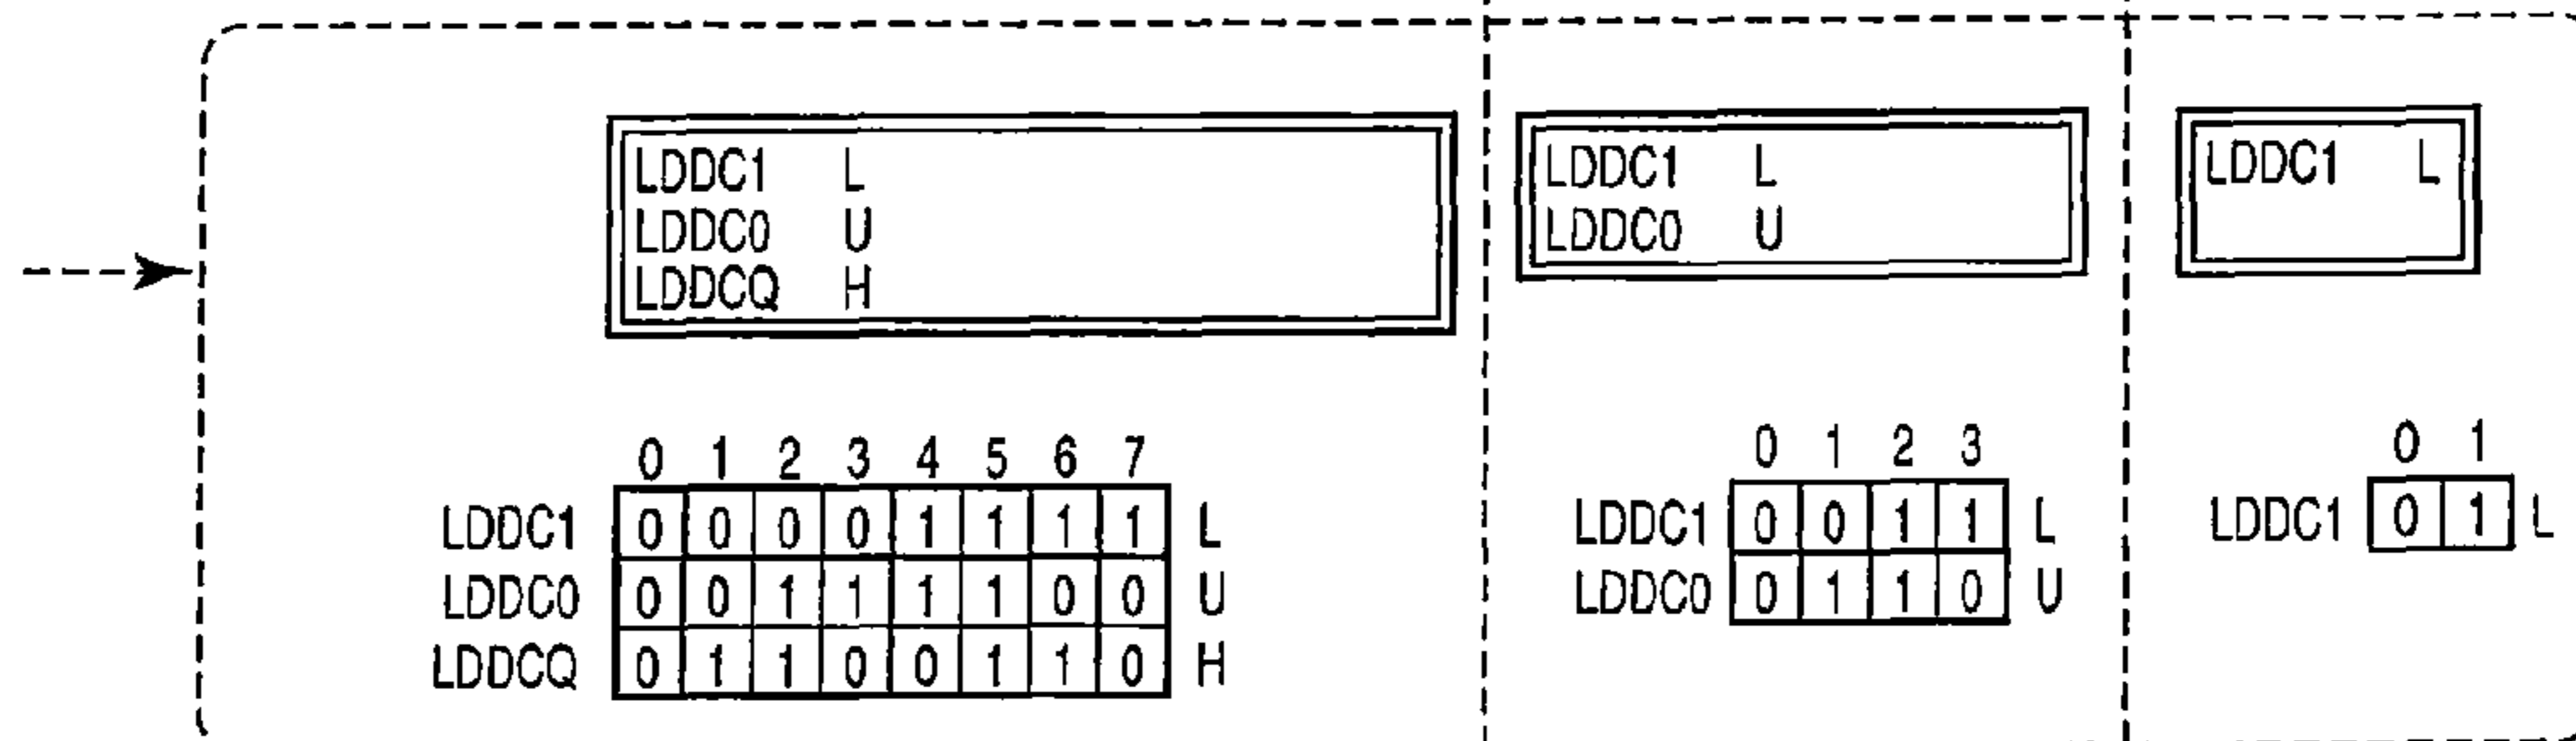 LDDC1 L
LDDC0 U
LDDCQ H
LDDC1 L
LDDC0 U
LDDC1 L
0 1 2 3 4 5 6 7
LDDC1 0 0 0 0 1 1 1 1 L
LDDC0 0 0 1 1 1 1 0 0 U
LDDCQ 0 1 1 0 0 1 1 0 H
0 1 2 3
LDDC1 0 0 1 1 L
LDDC0 0 1 1 0 U
0 1
LDDC1 0 1 L